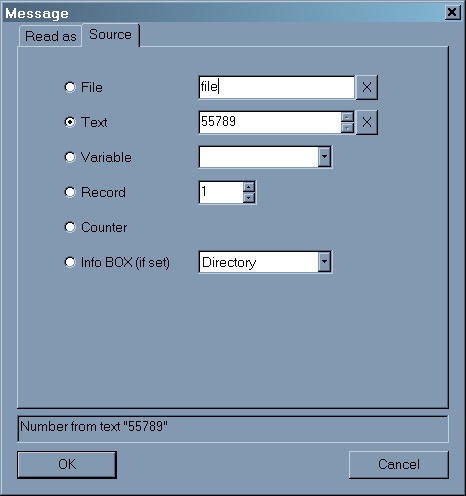 Message
Read as Source
File file X
Text 55789 X
Variable
Record 1
Counter
Info BOX (if set) Directory
Number from text "55789"
OK Cancel